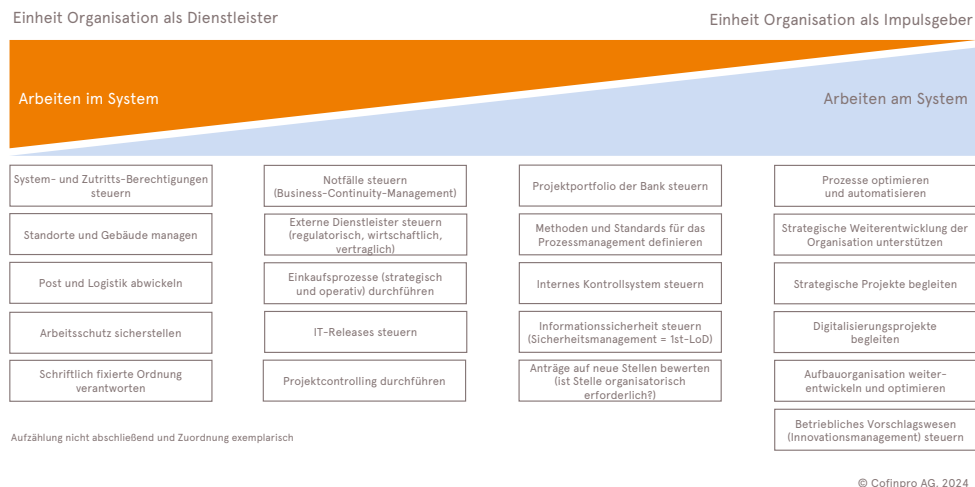 Einheit Organisation als Dienstleister
Einheit Organisation als Impulsgeber
Arbeiten im System
Arbeiten am System
System- und Zutritts-Berechtigungen
steuern
Standorte und Gebäude managen
Post und Logistik abwickeln
Arbeitsschutz sicherstellen
Schriftlich fixierte Ordnung
verantworten
Notfälle steuern
(Business-Continuity-Management)
Externe Dienstleister steuern
(regulatorisch, wirtschaftlich,
vertraglich)
Einkaufsprozesse (strategisch
und operativ) durchführen
IT-Releases steuern
Projektcontrolling durchführen
Projektportfolio der Bank steuern
Methoden und Standards für das
Prozessmanagement definieren
Internes Kontrollsystem steuern
Informationssicherheit steuern
(Sicherheitsmanagement = 1st-LoD)
Anträge auf neue Stellen bewerten
(ist Stelle organisatorisch
erforderlich?)
Prozesse optimieren
und automatisieren
Strategische Weiterentwicklung der
Organisation unterstützen
Strategische Projekte begleiten
Digitalisierungsprojekte
begleiten
Aufbauorganisation weiter-
entwickeln und optimieren
Betriebliches Vorschlagswesen
(Innovationsmanagement) steuern
Aufzählung nicht abschließend und Zuordnung exemplarisch
© Cofinpro AG, 2024